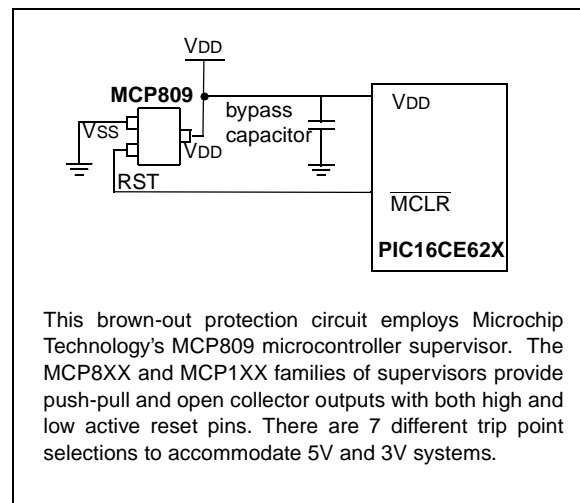 VDD
MCP809
bypass
capacitor
VDD
VSS
VDD
RST
MCLR
PIC16CE62X
This brown-out protection circuit employs Microchip
Technology's MCP809 microcontroller supervisor. The
MCP8XX and MCP1XX families of supervisors provide
push-pull and open collector outputs with both high and
low active reset pins. There are 7 different trip point
selections to accommodate 5V and 3V systems.